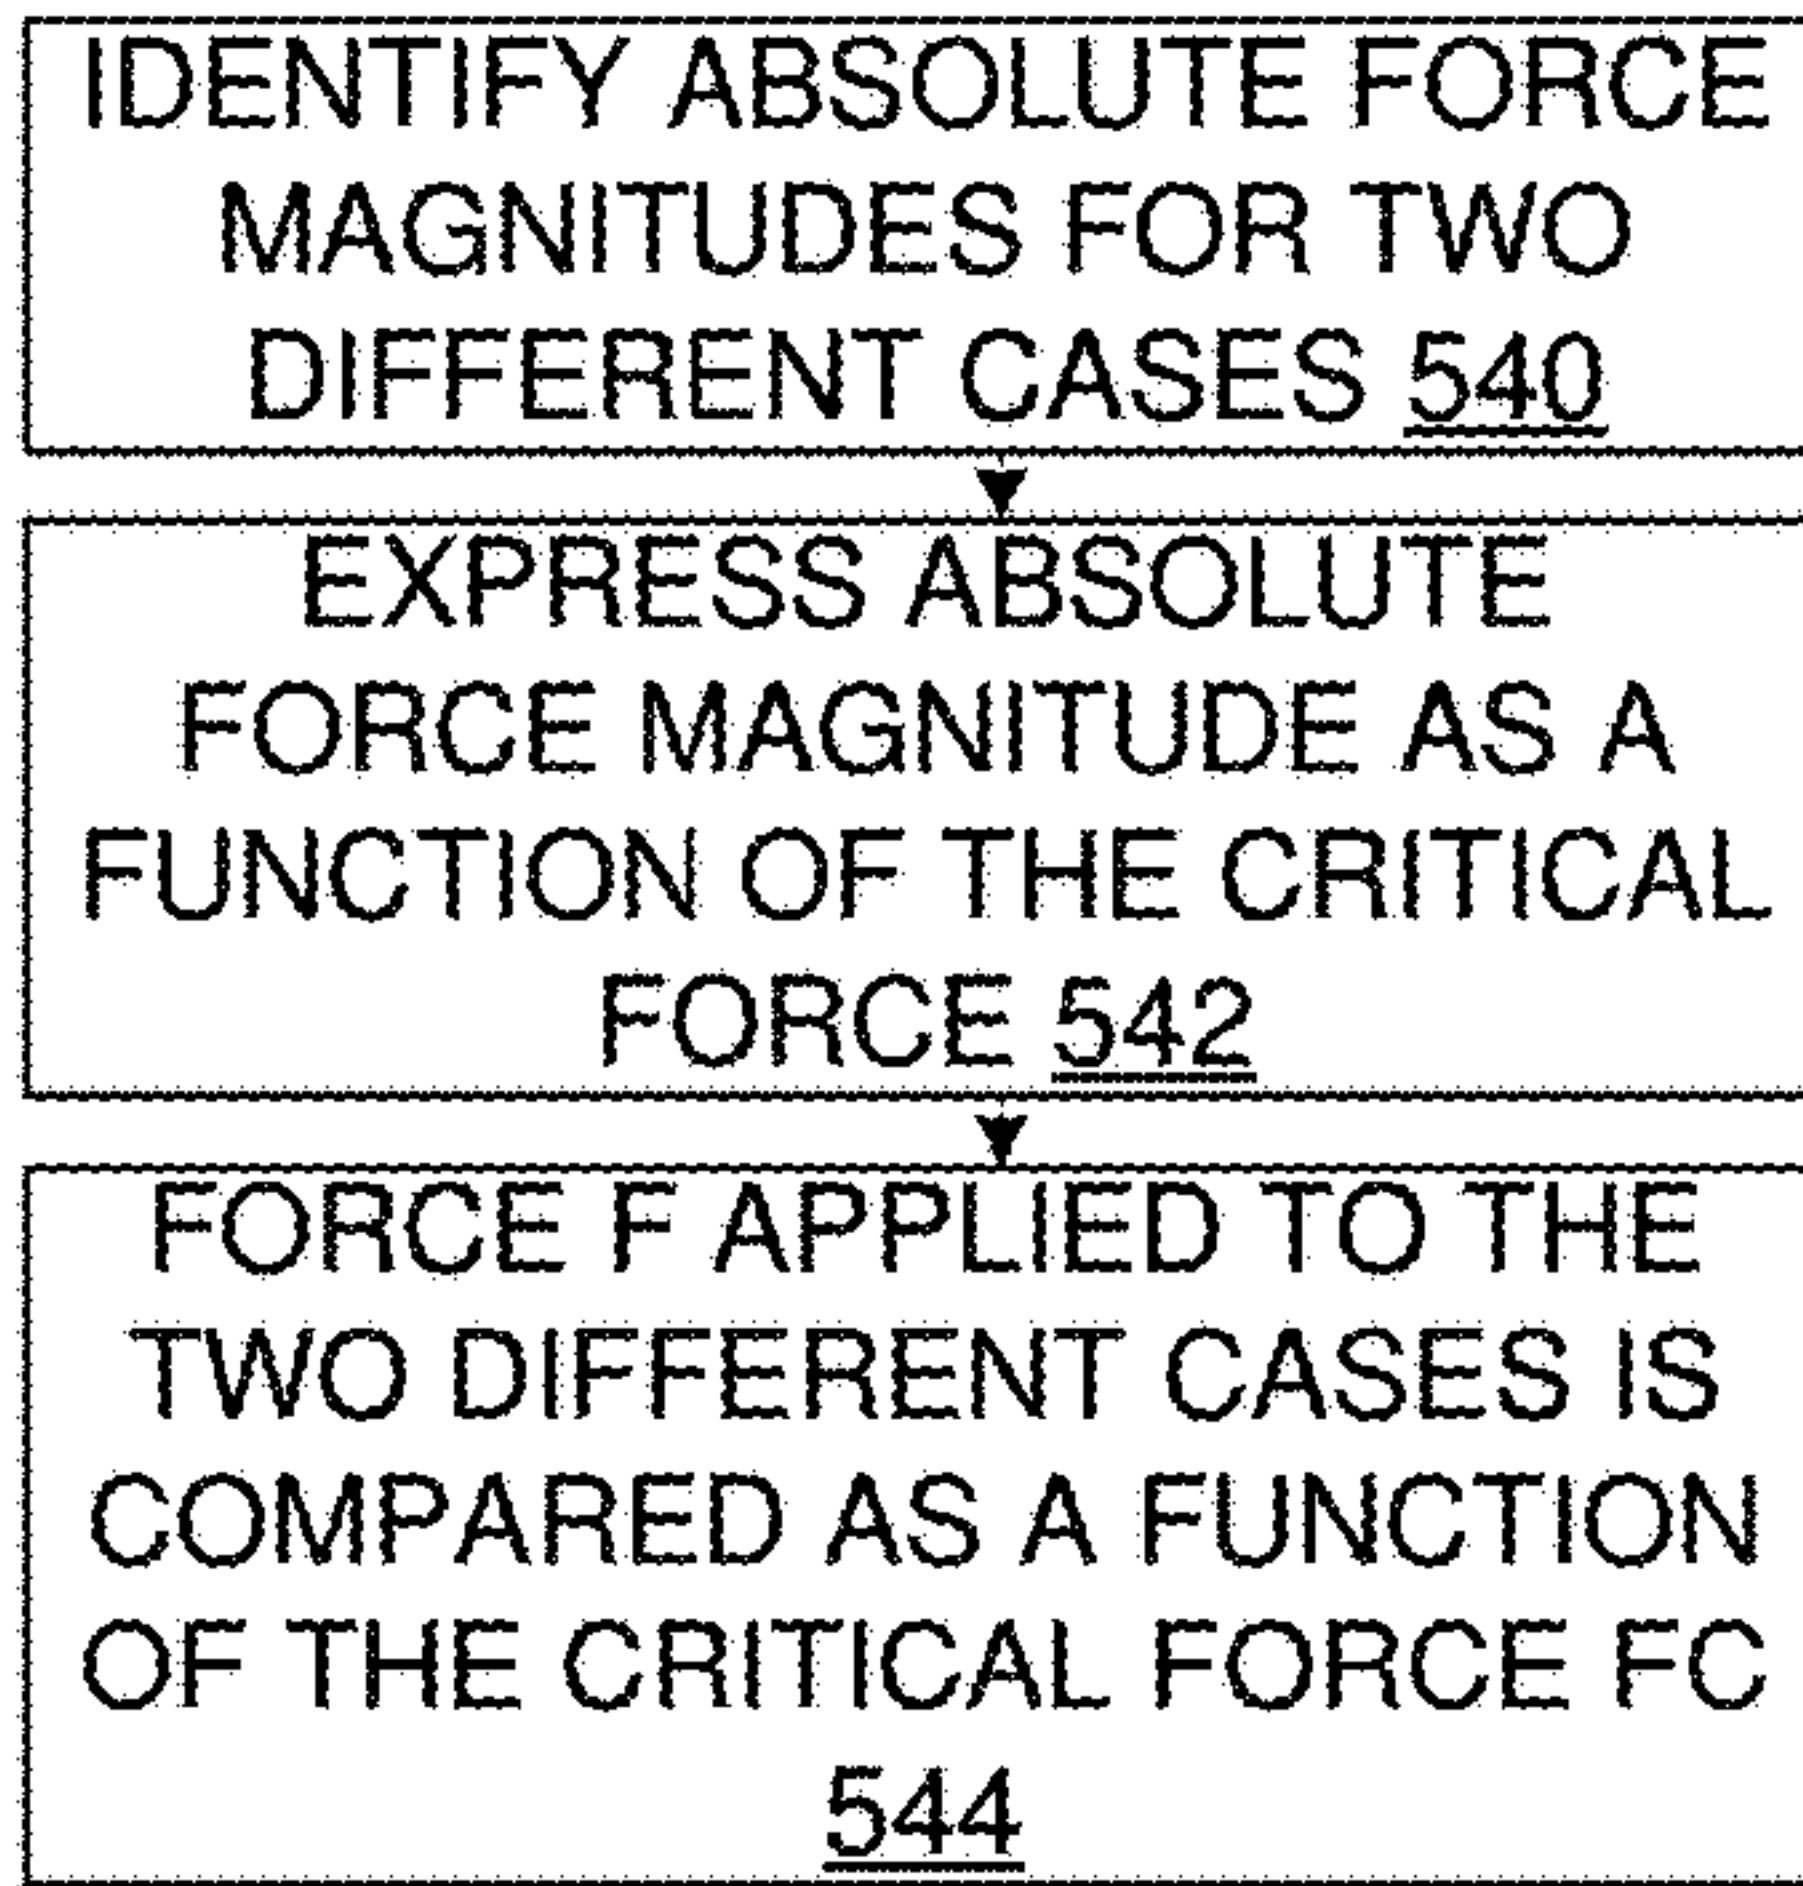 IDENTIFY ABSOLUTE FORCE
MAGNITUDES FOR TWO
DIFFERENT CASES 540
EXPRESS ABSOLUTE
FORCE MAGNITUDE AS A
FUNCTION OF THE CRITICAL
FORCE 542
FORCE F APPLIED TO THE
TWO DIFFERENT CASES IS
COMPARED AS A FUNCTION
OF THE CRITICAL FORCE FC
544